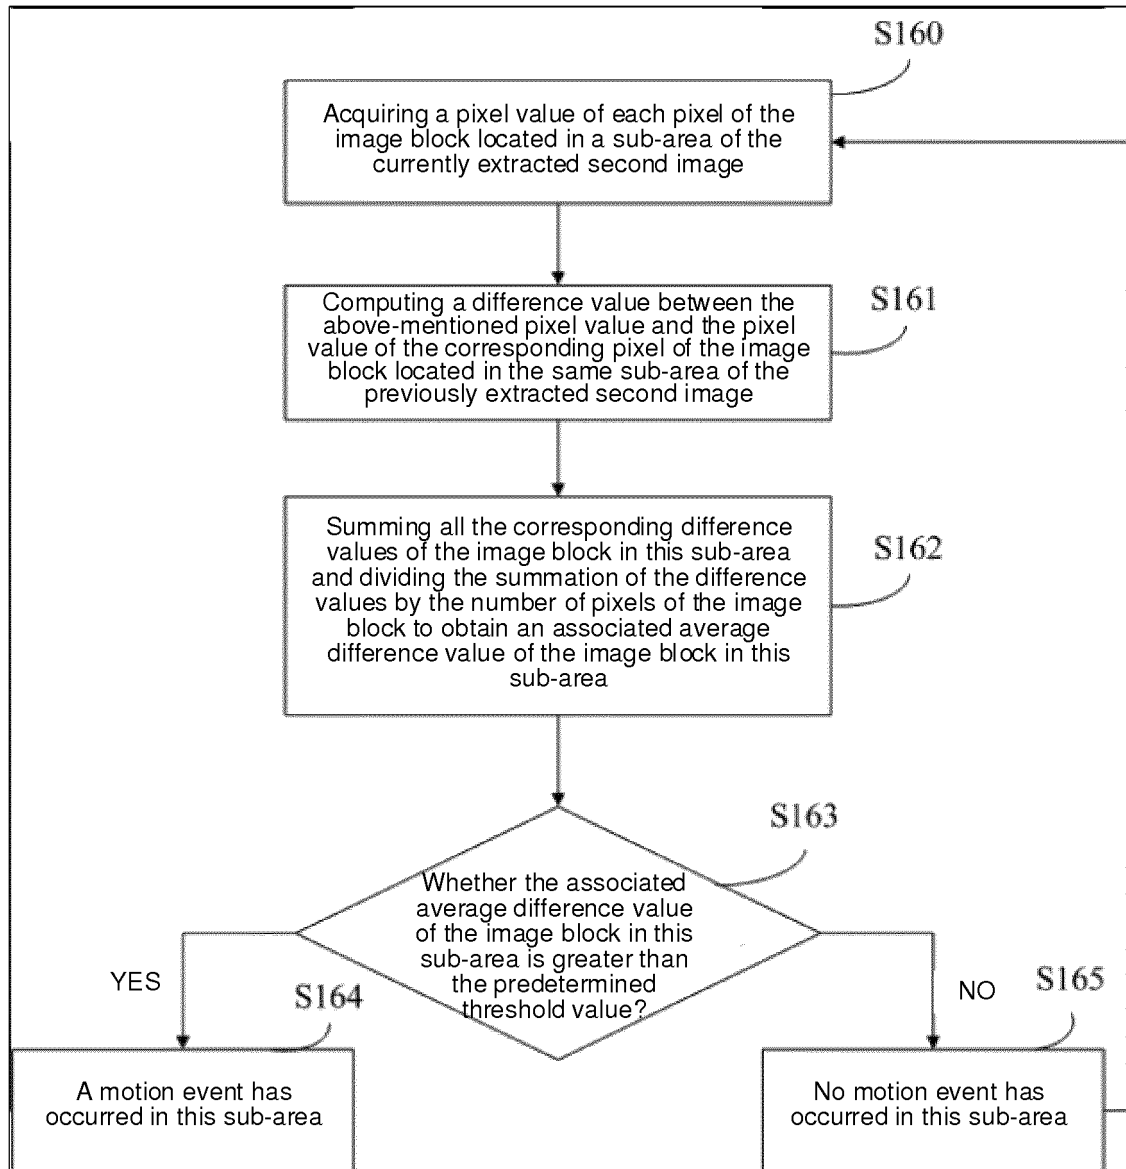 S160
Acquiring a pixel value of each pixel of the
image block located in a sub-area of the
currently extracted second image
S161
Computing a difference value between the
above-mentioned pixel value and the pixel
value of the corresponding pixel of the image
block located in the same sub-area of the
previously extracted second image
S162
Summing all the corresponding difference
values of the image block in this sub-area
and dividing the summation of the difference
values by the number of pixels of the image
block to obtain an associated average
difference value of the image block in this
sub-area
S163
Whether the associated
average difference value
of the image block in this
sub-area is greater than
the predetermined
threshold value?
YES
S164
NO
S165
A motion event has
occurred in this sub-area
No motion event has
occurred in this sub-area